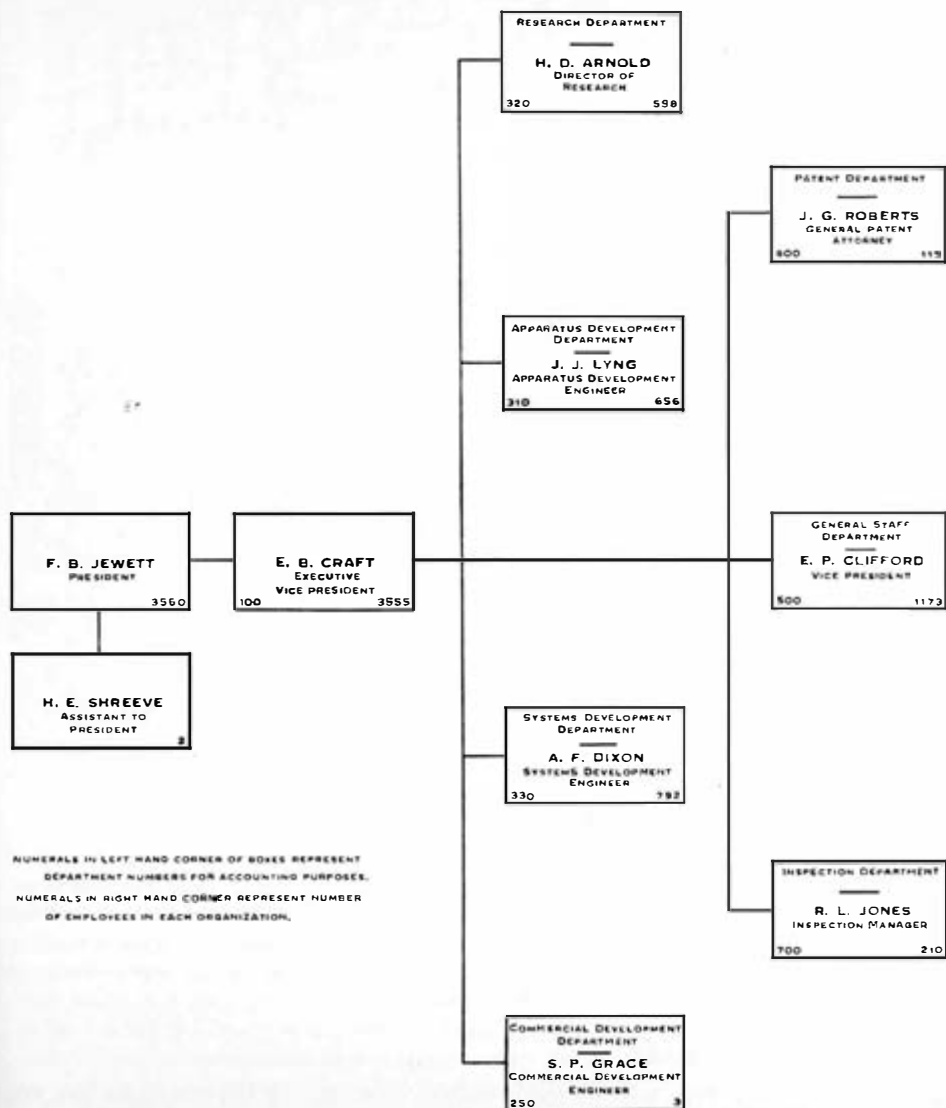 RESEARCH DEPARTMENT
H. D. ARNOLD
DIRECTOR OF
RESEARCH
320 598
PATENT DEPARTMENT
J. G. ROBERTS
GENERAL PATENT
ATTORNEY
800 115
APPARATUS DEVELOPMENT
DEPARTMENT
J. J. LYNG
APPARATUS DEVELOPMENT
ENGINEER
310 656
F. B. JEWETT
PRESIDENT
3560
E. B. CRAFT
EXECUTIVE
VICE PRESIDENT
100 3555
GENERAL STAFF
DEPARTMENT
E. P. CLIFFORD
VICE PRESIDENT
500 1173
H. E. SHREEVE
ASSISTANT TO
PRESIDENT
2
SYSTEMS DEVELOPMENT
DEPARTMENT
A. F. DIXON
SYSTEMS DEVELOPMENT
ENGINEER
330 792
NUMERALS IN LEFT HAND CORNER OF BOXES REPRESENT
DEPARTMENT NUMBERS FOR ACCOUNTING PURPOSES.
NUMERALS IN RIGHT HAND CORNER REPRESENT NUMBER
OF EMPLOYEES IN EACH ORGANIZATION.
INSPECTION DEPARTMENT
R. L. JONES
INSPECTION MANAGER
700 210
COMMERCIAL DEVELOPMENT
DEPARTMENT
S. P. GRACE
COMMERCIAL DEVELOPMENT
ENGINEER
250 3